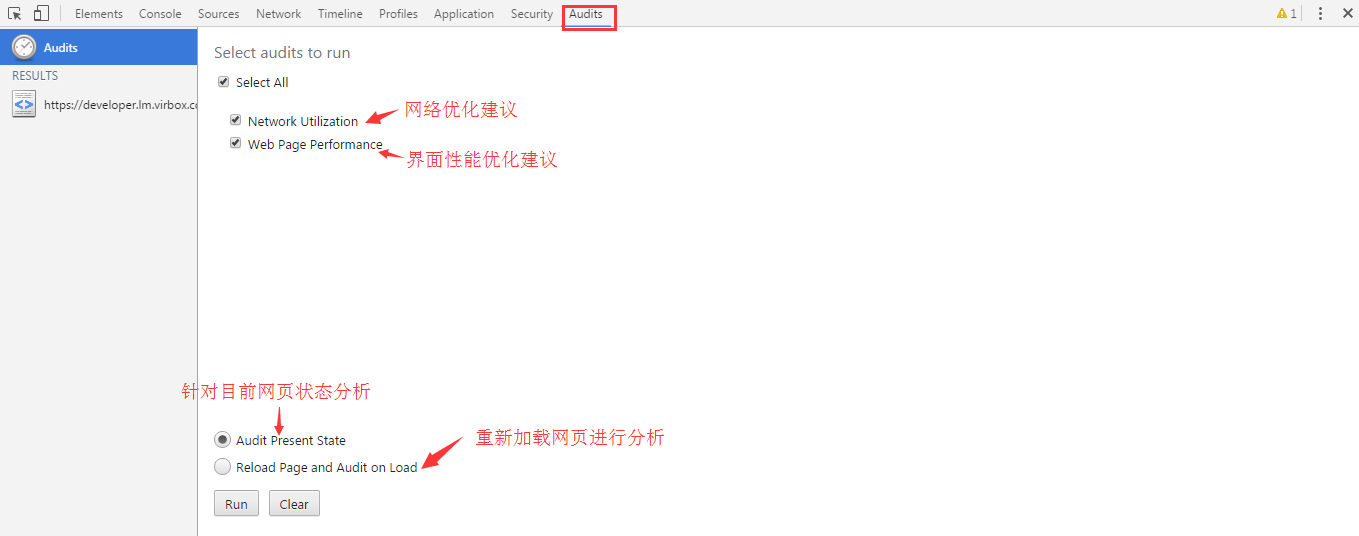 Elements Console Sources Network Timeline Profiles Application Security Audits 1
Audits
RESULTS
https://developer.lm.virbox.co
Select audits to run
Select All
Network Utilization
网络优化建议
Web Page Performance
界面性能优化建议
针对目前网页状态分析
Audit Present State
重新加载网页进行分析
Reload Page and Audit on Load
Run Clear